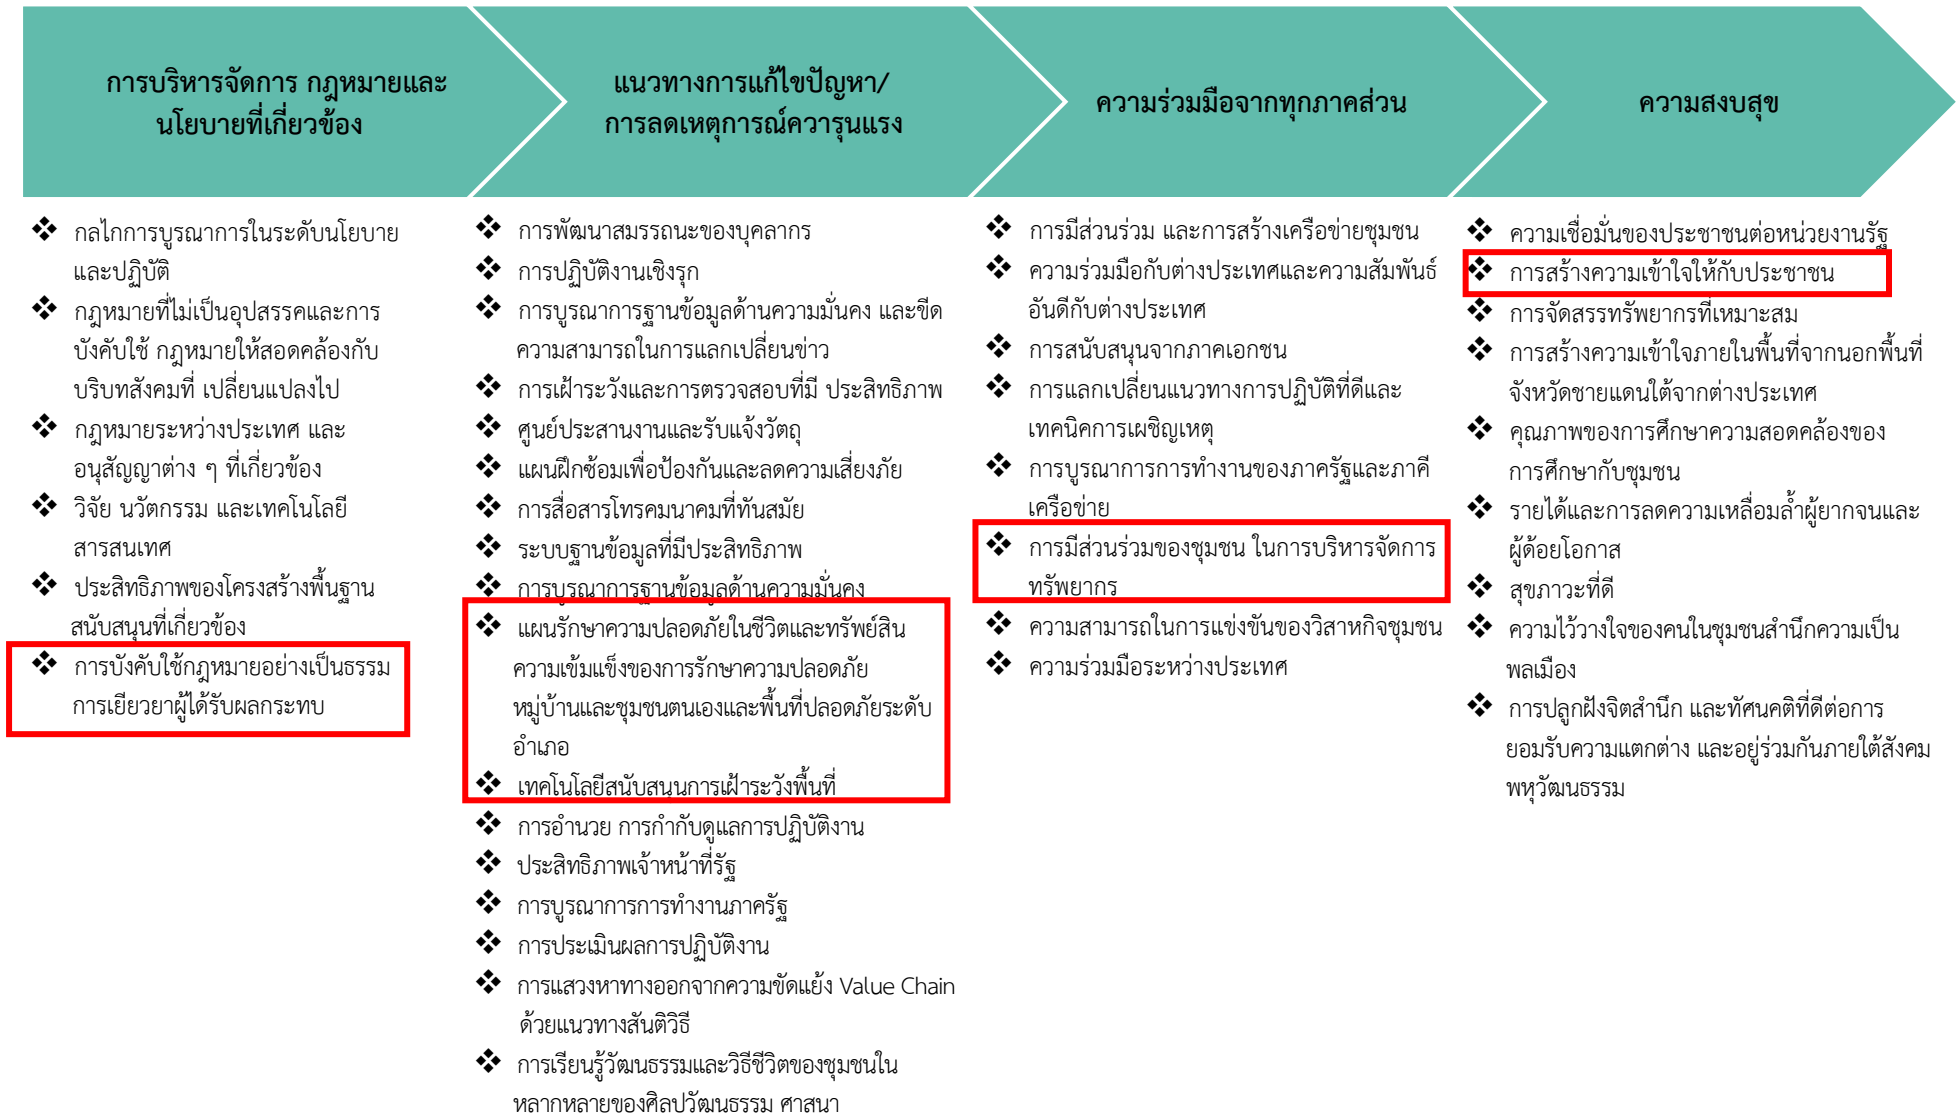 การบริหารจัดการ กฎหมายและ
นโยบายที่เกี่ยวข้อง
แนวทางการแก้ไขปัญหา/
การลดเหตุการณ์ควารุนแรง
ความร่วมมือจากทุกภาคส่วน
ความสงบสุข
❖ กลไกการบูรณาการในระดับนโยบาย
และปฏิบัติ
❖ กฎหมายที่ไม่เป็นอุปสรรคและการ
บังคับใช้ กฎหมายให้สอดคล้องกับ
บริบทสังคมที่ เปลี่ยนแปลงไป
❖ กฎหมายระหว่างประเทศ และ
อนุสัญญาต่าง ๆ ที่เกี่ยวข้อง
❖ วิจัย นวัตกรรม และเทคโนโลยี
สารสนเทศ
❖ ประสิทธิภาพของโครงสร้างพื้นฐาน
สนับสนุนที่เกี่ยวข้อง
❖ การบังคับใช้กฎหมายอย่างเป็นธรรม
การเยียวยาผู้ได้รับผลกระทบ
❖ การพัฒนาสมรรถนะของบุคลากร
❖ การปฏิบัติงานเชิงรุก
❖ การบูรณาการฐานข้อมูลด้านความมั่นคง และขีด
ความสามารถในการแลกเปลี่ยนข่าว
❖ การเฝ้าระวังและการตรวจสอบที่มี ประสิทธิภาพ
❖ ศูนย์ประสานงานและรับแจ้งวัตถุ
❖ แผนฝึกซ้อมเพื่อป้องกันและลดความเสี่ยงภัย
❖ การสื่อสารโทรคมนาคมที่ทันสมัย
❖ ระบบฐานข้อมูลที่มีประสิทธิภาพ
❖ การบูรณาการฐานข้อมูลด้านความมั่นคง
❖ แผนรักษาความปลอดภัยในชีวิตและทรัพย์สิน
ความเข้มแข็งของการรักษาความปลอดภัย
หมู่บ้านและชุมชนตนเองและพื้นที่ปลอดภัยระดับ
อำเภอ
❖ เทคโนโลยีสนับสนุนการเฝ้าระวังพื้นที่
❖ การอำนวย การกำกับดูแลการปฏิบัติงาน
❖ ประสิทธิภาพเจ้าหน้าที่รัฐ
❖ การบูรณาการการทำงานภาครัฐ
❖ การประเมินผลการปฏิบัติงาน
❖ การแสวงหาทางออกจากความขัดแย้ง Value Chain
ด้วยแนวทางสันติวิธี
❖ การเรียนรู้วัฒนธรรมและวิธีชีวิตของชุมชนใน
หลากหลายของศิลปวัฒนธรรม ศาสนา
❖ การมีส่วนร่วม และการสร้างเครือข่ายชุมชน
❖ ความร่วมมือกับต่างประเทศและความสัมพันธ์
อันดีกับต่างประเทศ
❖ การสนับสนุนจากภาคเอกชน
❖ การแลกเปลี่ยนแนวทางการปฏิบัติที่ดีและ
เทคนิคการเผชิญเหตุ
❖ การบูรณาการการทำงานของภาครัฐและภาคี
เครือข่าย
❖ การมีส่วนร่วมของชุมชน ในการบริหารจัดการ
ทรัพยากร
❖ ความสามารถในการแข่งขันของวิสาหกิจชุมชน
❖ ความร่วมมือระหว่างประเทศ
❖ ความเชื่อมั่นของประชาชนต่อหน่วยงานรัฐ
❖ การสร้างความเข้าใจให้กับประชาชน
❖ การจัดสรรทรัพยากรที่เหมาะสม
❖ การสร้างความเข้าใจภายในพื้นที่จากนอกพื้นที่
จังหวัดชายแดนใต้จากต่างประเทศ
❖ คุณภาพของการศึกษาความสอดคล้องของ
การศึกษากับชุมชน
❖ รายได้และการลดความเหลื่อมล้ำผู้ยากจนและ
ผู้ด้อยโอกาส
❖ สุขภาวะที่ดี
❖ ความไว้วางใจของคนในชุมชนสำนึกความเป็น
พลเมือง
❖ การปลูกฝังจิตสำนึก และทัศนคติที่ดีต่อการ
ยอมรับความแตกต่าง และอยู่ร่วมกันภายใต้สังคม
พหุวัฒนธรรม